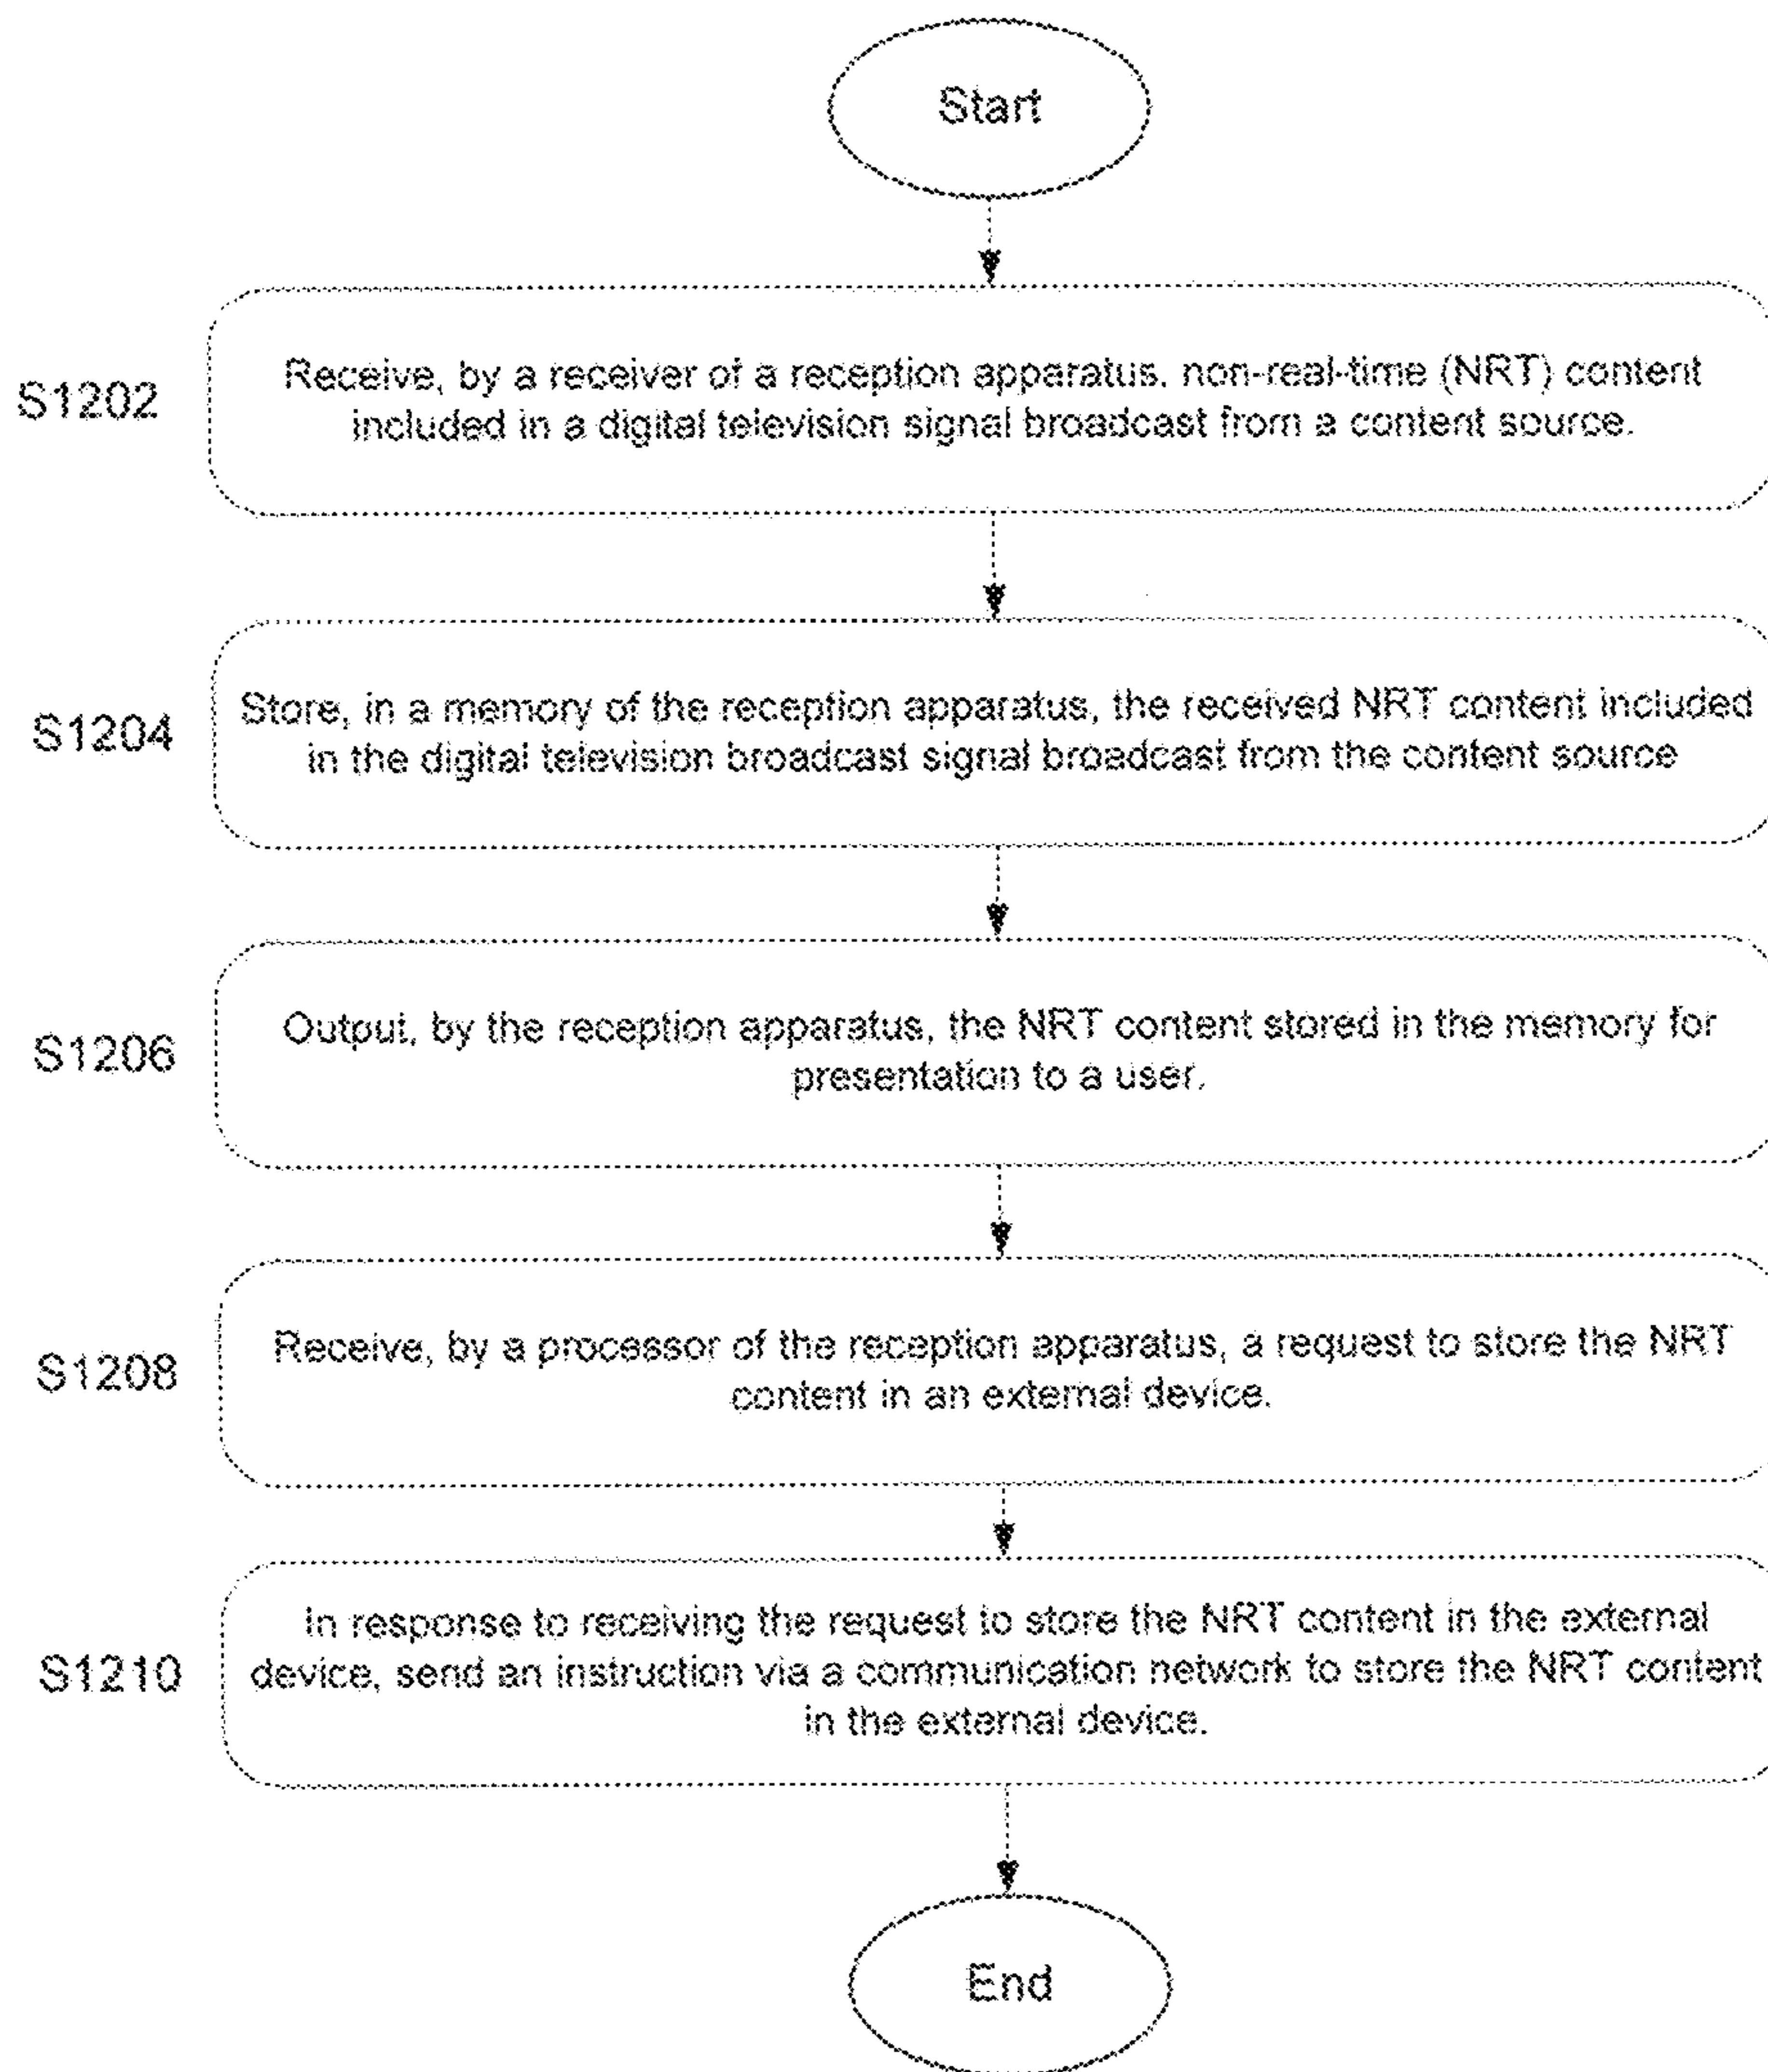 Start
S1202
Receive, by a receiver of a reception apparatus, non-real-time (NRT) content
included in a digital television signal broadcast from a content source.
S1204
Store, in a memory of the reception apparatus, the received NRT content included
in the digital television broadcast signal broadcast from the content source
S1206
Output, by the reception apparatus, the NRT content stored in the memory for
presentation to a user.
S1208
Receive, by a processor of the reception apparatus, a request to store the NRT
content in an external device.
S1210
In response to receiving the request to store the NRT content in the external
device, send an instruction via a communication network to store the NRT content
in the external device.
End